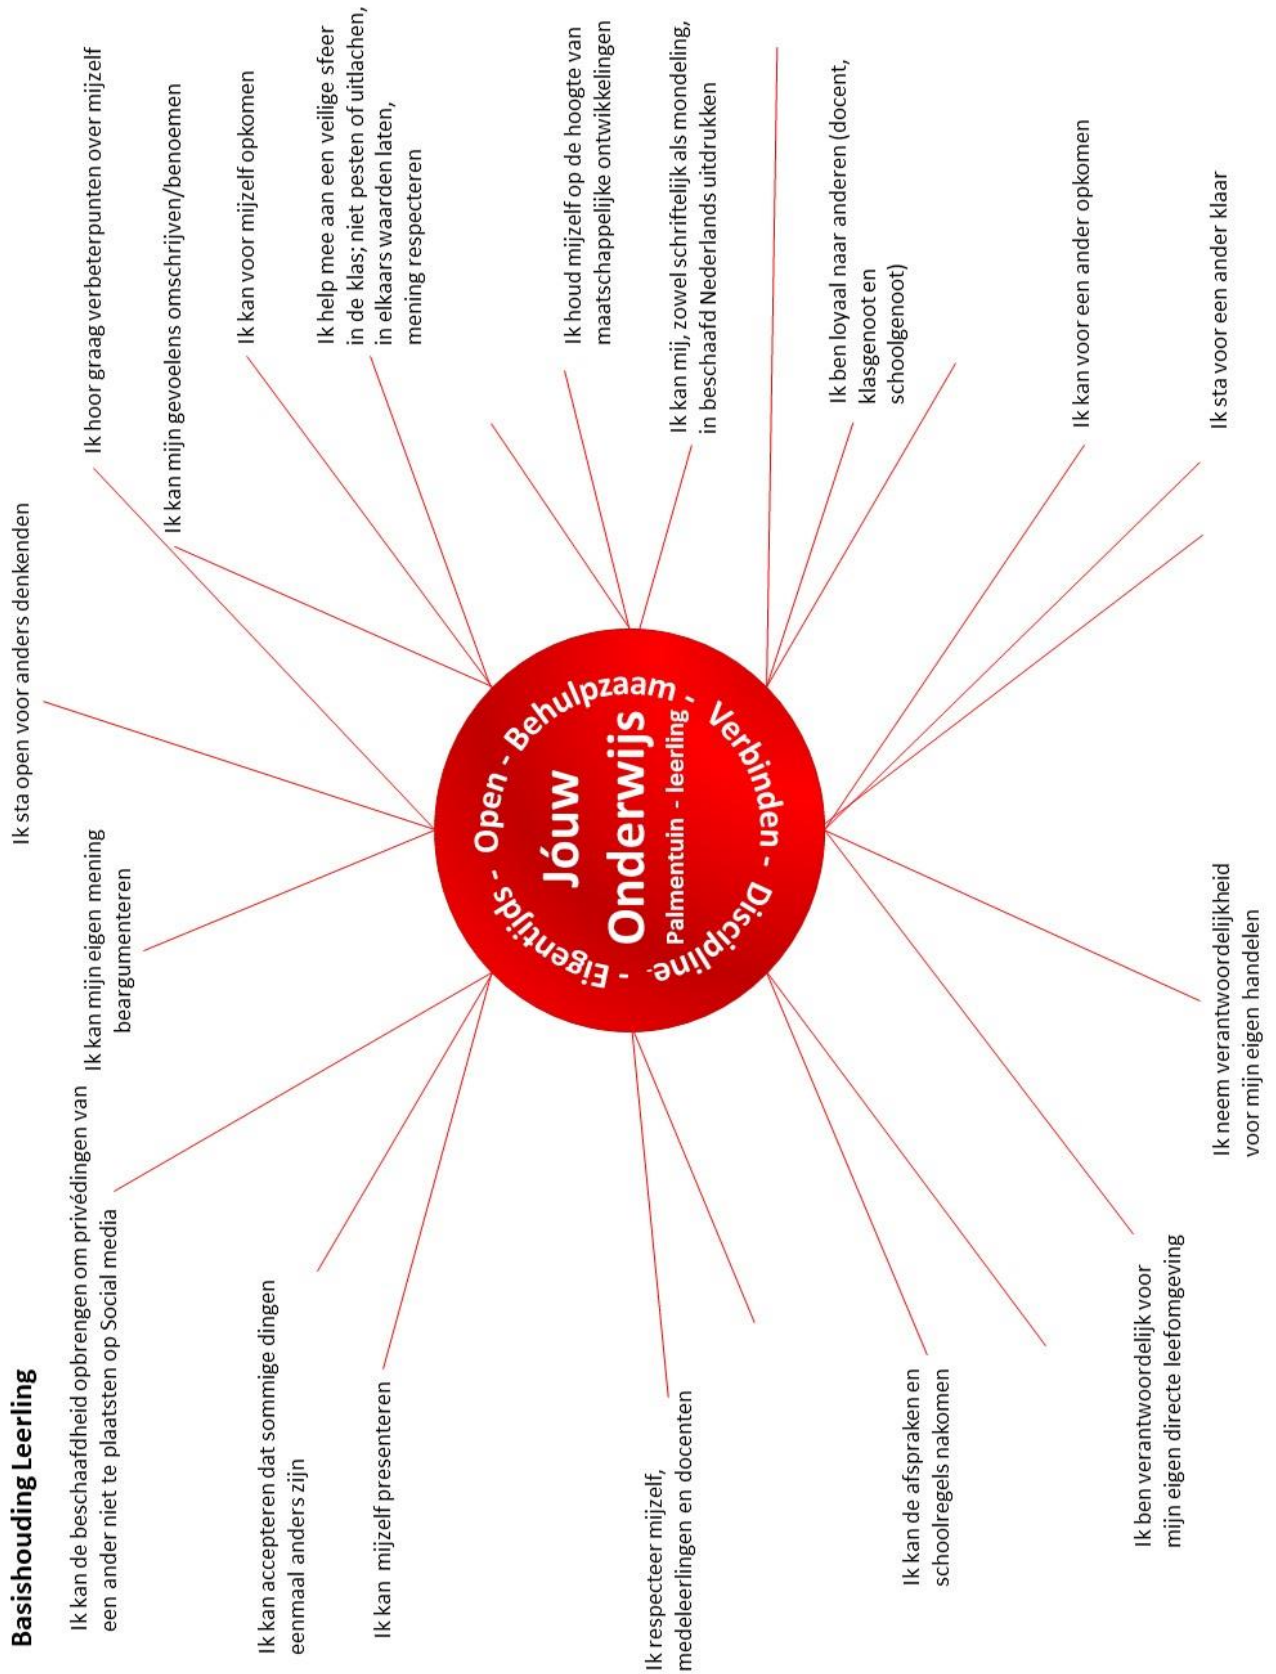 Basishouding Leerling
Ik sta open voor anders denkenden
Ik kan de beschaafdheid opbrengen om privédingen van
een ander niet te plaatsten op Social media
Ik kan mijn eigen mening
beargumenteren
Ik hoor graag verbeterpunten over mijzelf
Ik kan mijn gevoelens omschrijven/benoemen
Ik kan voor mijzelf opkomen
Ik kan accepteren dat sommige dingen
eenmaal anders zijn
Ik kan mijzelf presenteren
Ik help mee aan een veilige sfeer
in de klas; niet pesten of uitlachen,
in elkaars waarden laten,
mening respecteren
Eigentijds - Open - Behulpzaam - Verbinden - Discipline -
Jóuw
Onderwijs
Palmentuin - leerling
Ik houd mijzelf op de hoogte van
maatschappelijke ontwikkelingen
Ik respecteer mijzelf,
medeleerlingen en docenten
Ik kan mij, zowel schriftelijk als mondeling,
in beschaafd Nederlands uitdrukken
Ik ben loyaal naar anderen (docent,
klasgenoot en
schoolgenoot)
Ik kan de afspraken en
schoolregels nakomen
Ik kan voor een ander opkomen
Ik ben verantwoordelijk voor
mijn eigen directe leefomgeving
Ik neem verantwoordelijkheid
voor mijn eigen handelen
Ik sta voor een ander klaar